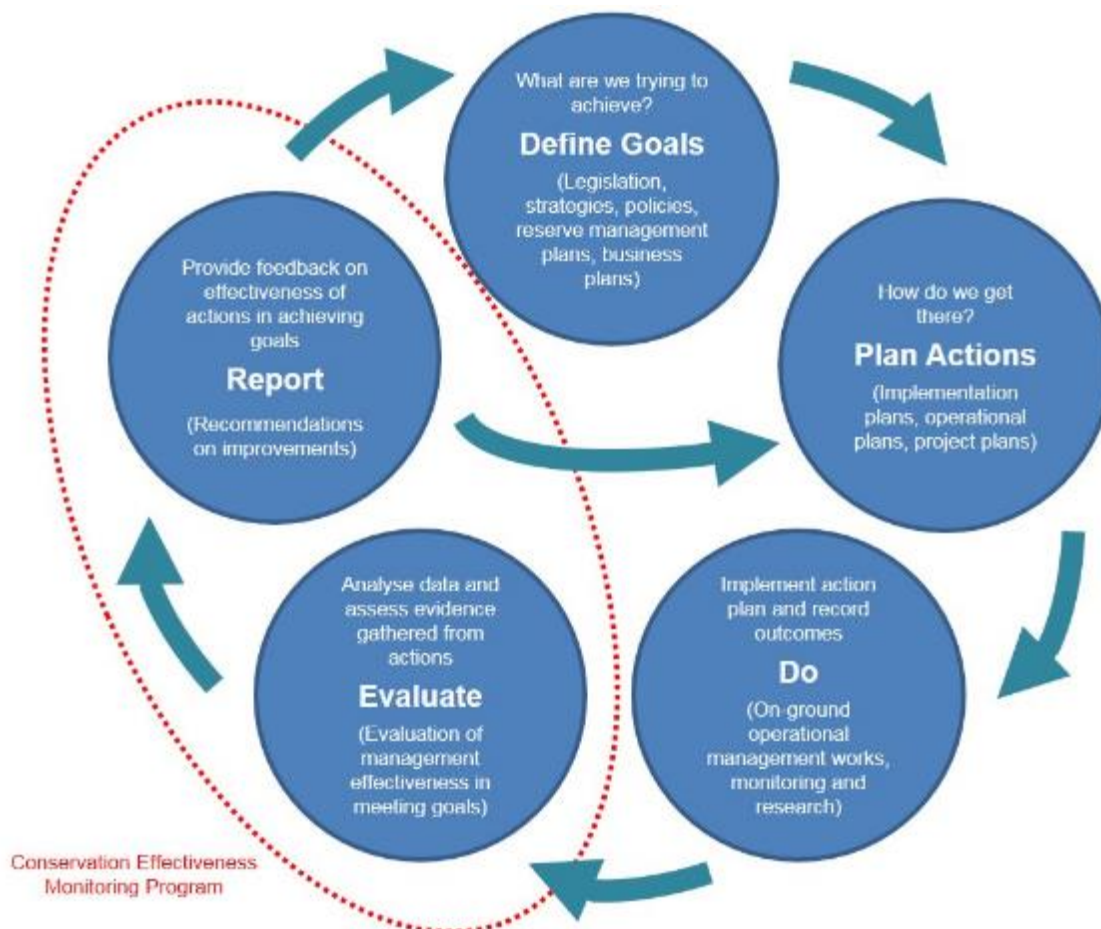 What are we trying to
achieve?
Define Goals
(Legislation,
strategies, policies,
reserve management
plans, business
plans)
How do we get
there?
Plan Actions
(Implementation
plans, operational
plans, project plans)
Implement action
plan and record
outcomes
Do
(On-ground
operational
management works,
monitoring and
research)
Analyse data and
assess evidence
gathered from
actions
Evaluate
(Evaluation of
management
effectiveness in
meeting goals)
Provide feedback on
effectiveness of
actions in achieving
goals
Report
(Recommendations
on improvements)
Conservation Effectiveness
Monitoring Program